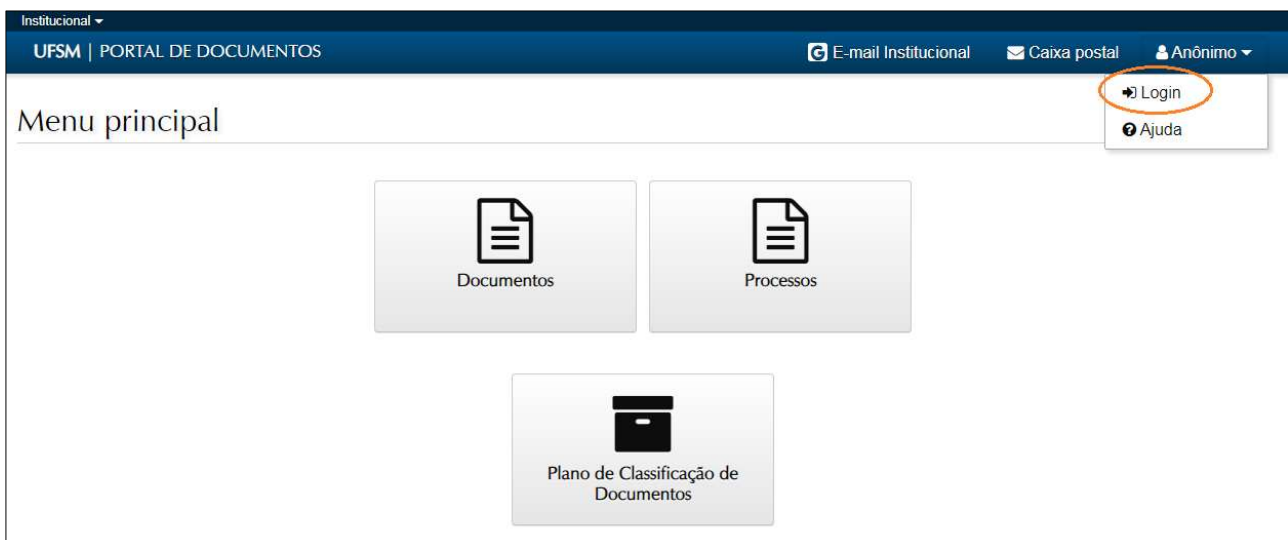 Institucional
UFSM | PORTAL DE DOCUMENTOS
E-mail Institucional
Caixa postal
Anônimo
Login
Ajuda
Menu principal
Documentos
Processos
Plano de Classificação de
Documentos